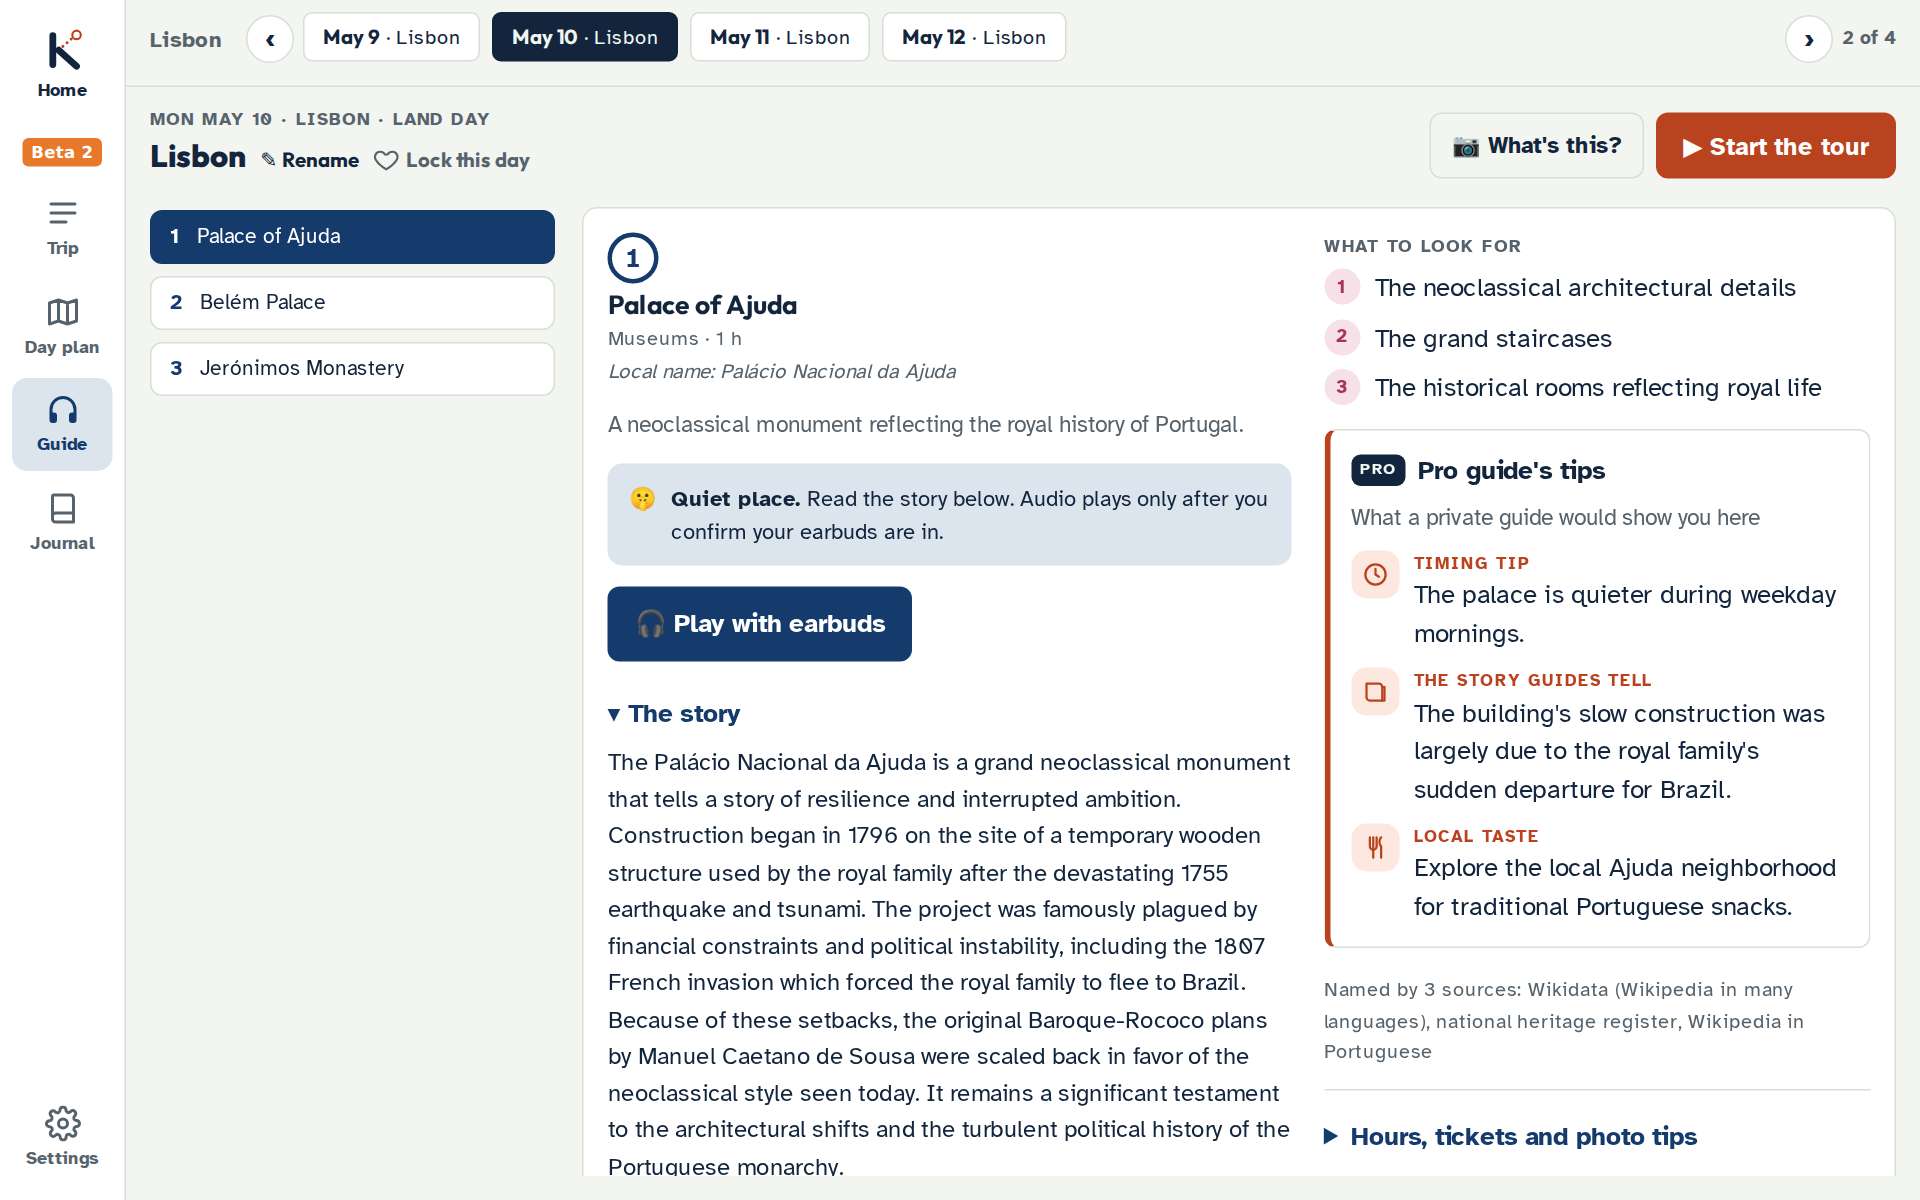 Home
Beta 2
Trip
Day plan
Guide
Journal
Settings
Lisbon
‹
May 9 · Lisbon
May 10 · Lisbon
May 11 · Lisbon
May 12 · Lisbon
›
2 of 4
MON MAY 10 · LISBON · LAND DAY
Lisbon ✎ Rename Lock this day
📷 What's this?
▶ Start the tour
1 Palace of Ajuda
2 Belém Palace
3 Jerónimos Monastery
1
Palace of Ajuda
Museums · 1 h
Local name: Palácio Nacional da Ajuda
A neoclassical monument reflecting the royal history of Portugal.
🤫 Quiet place. Read the story below. Audio plays only after you
confirm your earbuds are in.
🎧 Play with earbuds
▾ The story
The Palácio Nacional da Ajuda is a grand neoclassical monument
that tells a story of resilience and interrupted ambition.
Construction began in 1796 on the site of a temporary wooden
structure used by the royal family after the devastating 1755
earthquake and tsunami. The project was famously plagued by
financial constraints and political instability, including the 1807
French invasion which forced the royal family to flee to Brazil.
Because of these setbacks, the original Baroque-Rococo plans
by Manuel Caetano de Sousa were scaled back in favor of the
neoclassical style seen today. It remains a significant testament
to the architectural shifts and the turbulent political history of the
Portuguese monarchy.
WHAT TO LOOK FOR
1 The neoclassical architectural details
2 The grand staircases
3 The historical rooms reflecting royal life
PRO Pro guide's tips
What a private guide would show you here
TIMING TIP
The palace is quieter during weekday
mornings.
THE STORY GUIDES TELL
The building's slow construction was
largely due to the royal family's
sudden departure for Brazil.
LOCAL TASTE
Explore the local Ajuda neighborhood
for traditional Portuguese snacks.
Named by 3 sources: Wikidata (Wikipedia in many
languages), national heritage register, Wikipedia in
Portuguese
▸ Hours, tickets and photo tips